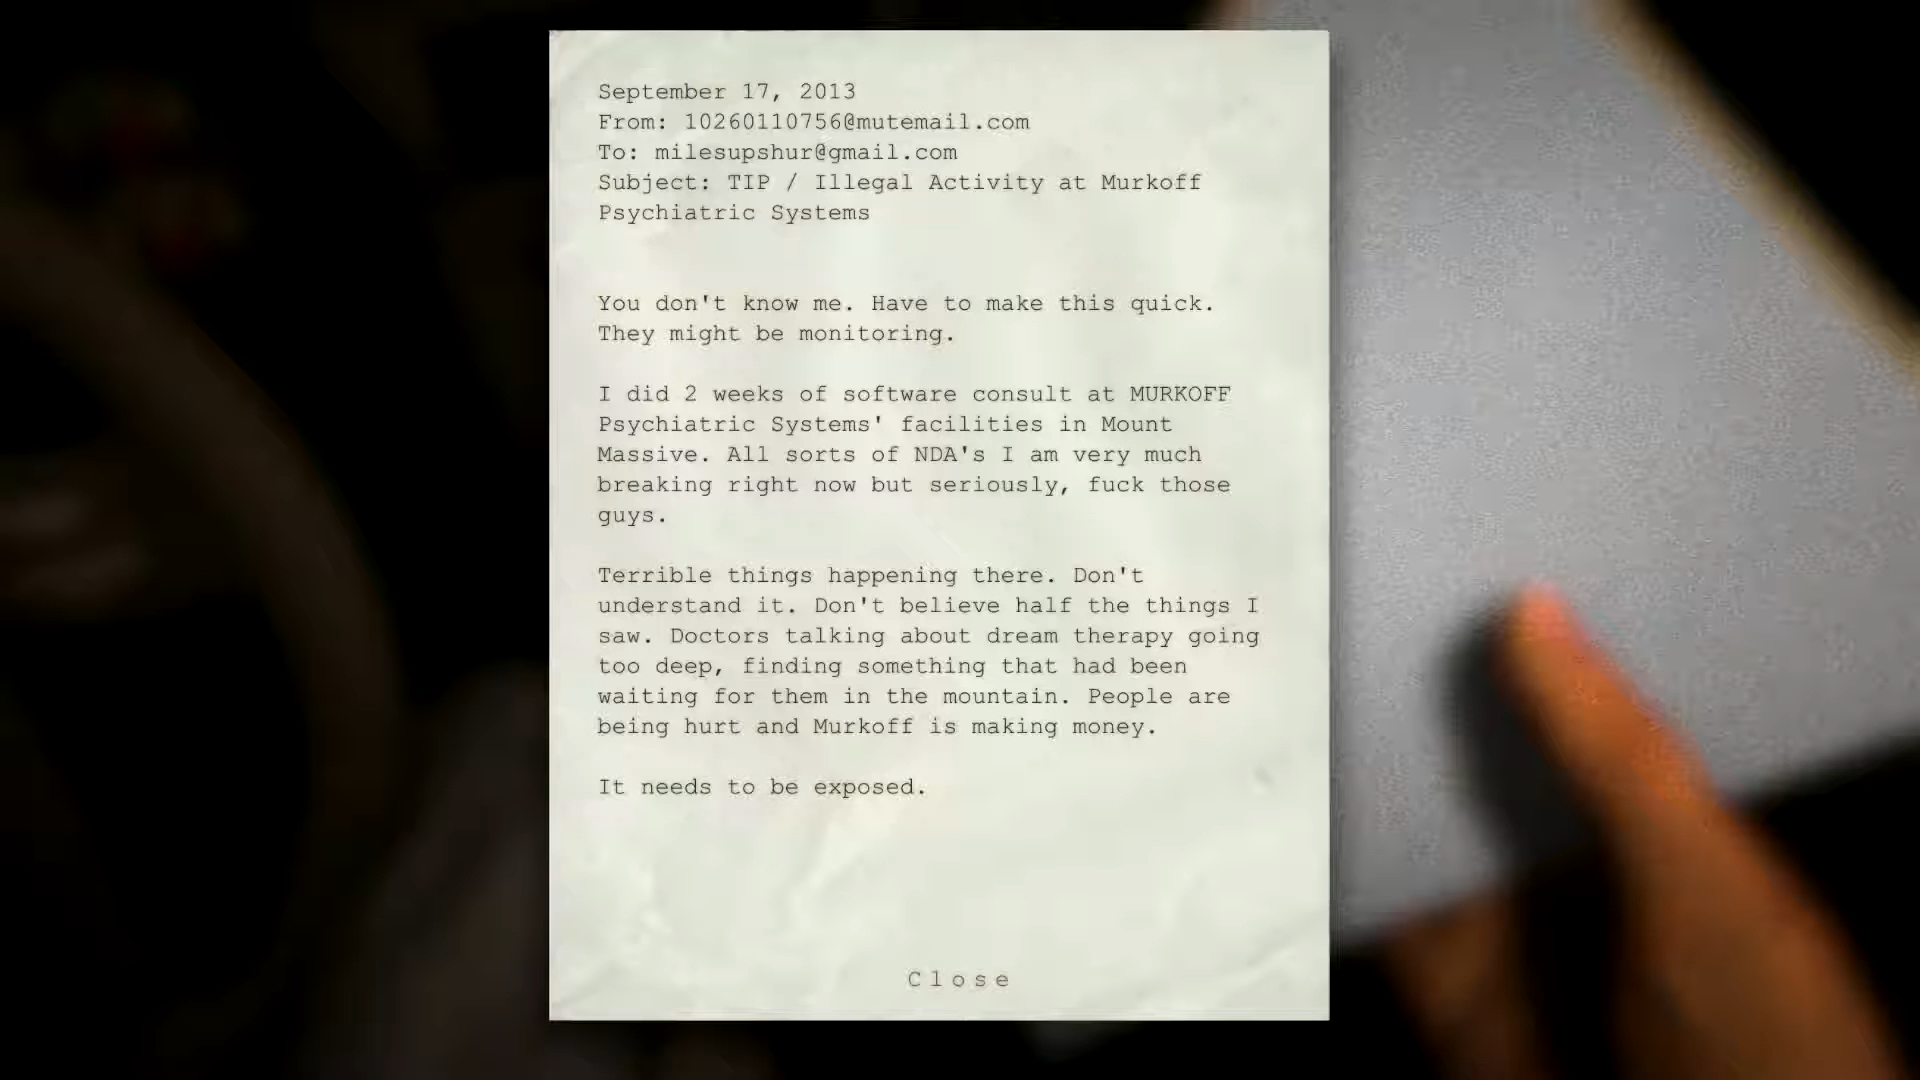 September 17, 2013
From: 10260110756@mutemail.com
To: milesupshur@gmail.com
Subject: TIP / Illegal Activity at Murkoff
Psychiatric Systems
You don't know me. Have to make this quick.
They might be monitoring.
I did 2 weeks of software consult at MURKOFF
Psychiatric Systems' facilities in Mount
Massive. All sorts of NDA's I am very much
breaking right now but seriously, fuck those
guys.
Terrible things happening there. Don't
understand it. Don't believe half the things I
saw. Doctors talking about dream therapy going
too deep, finding something that had been
waiting for them in the mountain. People are
being hurt and Murkoff is making money.
It needs to be exposed.
Close